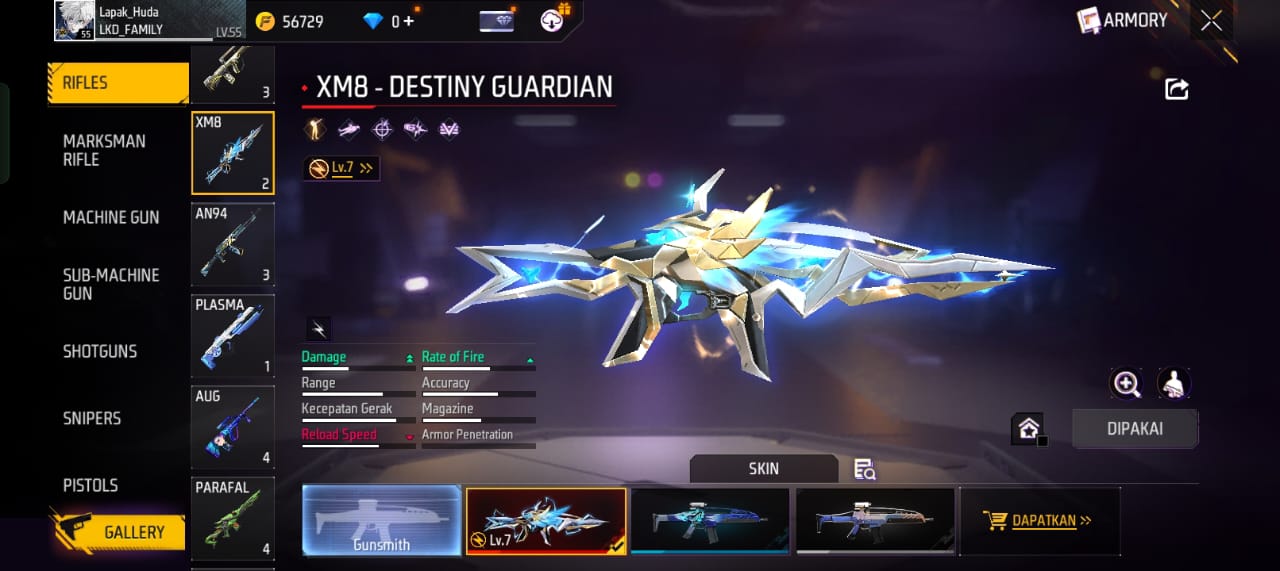 Lapak_Huda
LKD_FAMILY
LV.55
55
56729
0 +
ARMORY
RIFLES
MARKSMAN
RIFLE
MACHINE GUN
SUB-MACHINE
GUN
SHOTGUNS
SNIPERS
PISTOLS
GALLERY
3
XM8
2
AN94
3
PLASMA
1
AUG
4
PARAFAL
4
XM8 - DESTINY GUARDIAN
Lv.7 >>
Damage
Rate of Fire
Range
Accuracy
Kecepatan Gerak
Magazine
Reload Speed
Armor Penetration
DIPAKAI
SKIN
Gunsmith
Lv.7
DAPATKAN >>